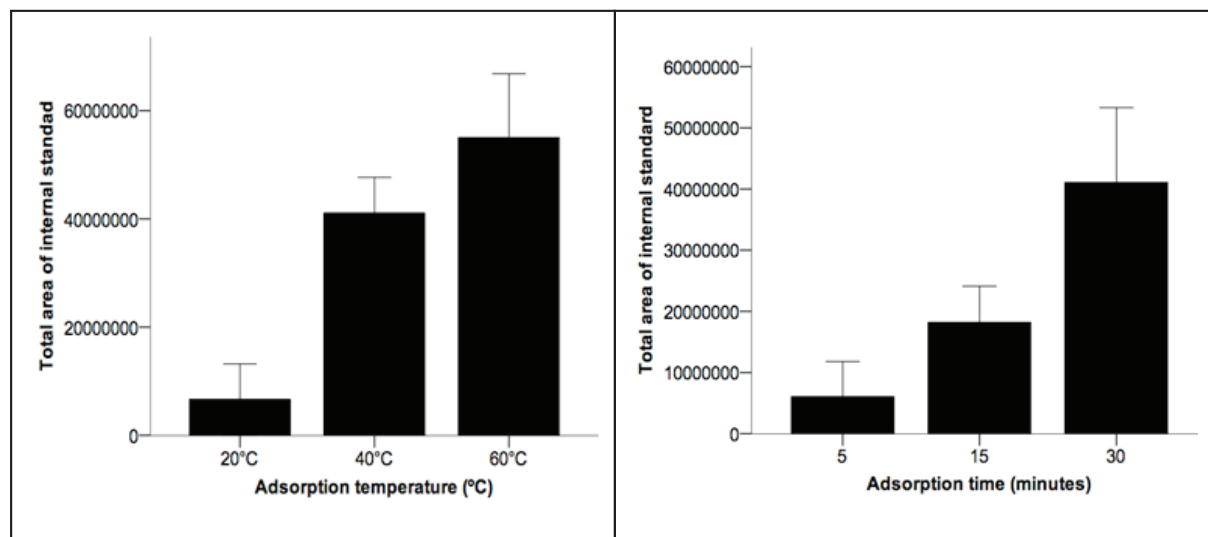 Total area of internal standad
60000000
40000000
20000000
0
20°C 40°C 60°C
Adsorption temperature (ºC)
Total area of internal standard
60000000
50000000
40000000
30000000
20000000
10000000
0
5 15 30
Adsorption time (minutes)